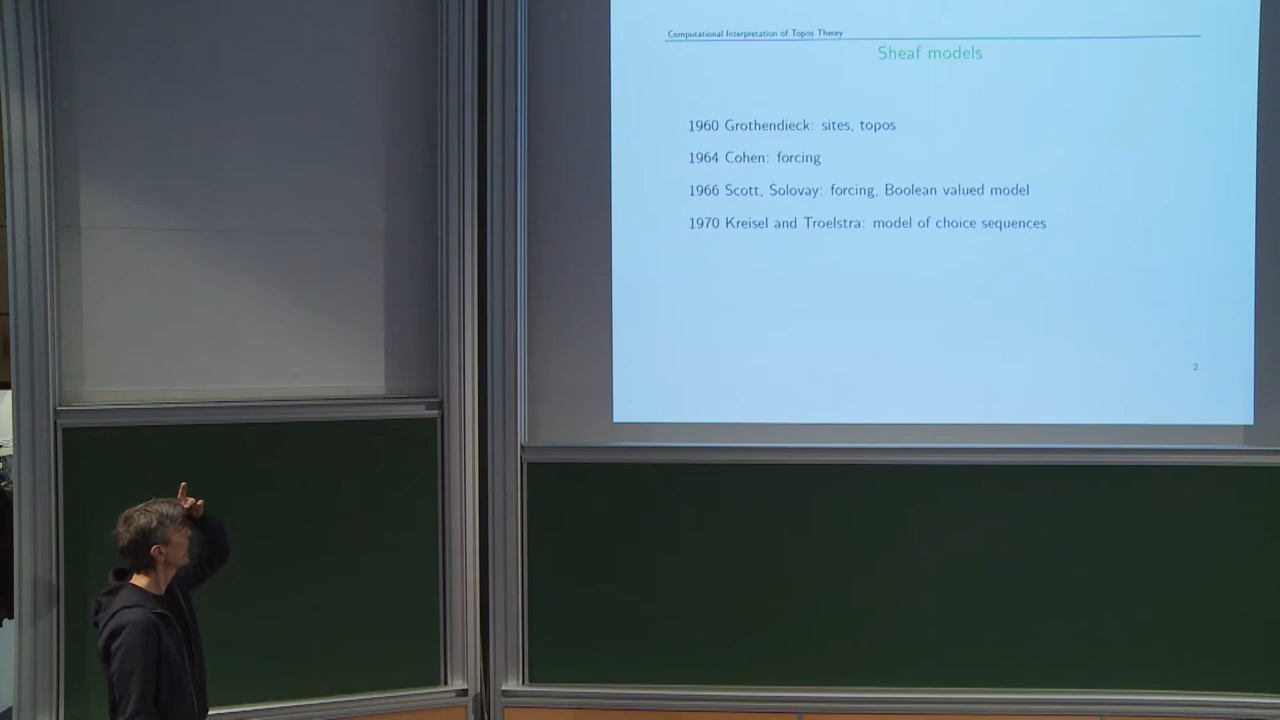 Computational Interpretation of Topos Theory
Sheaf models
1960 Grothendieck: sites, topos
1964 Cohen: forcing
1966 Scott, Solovay: forcing, Boolean valued model
1970 Kreisel and Troelstra: model of choice sequences
2